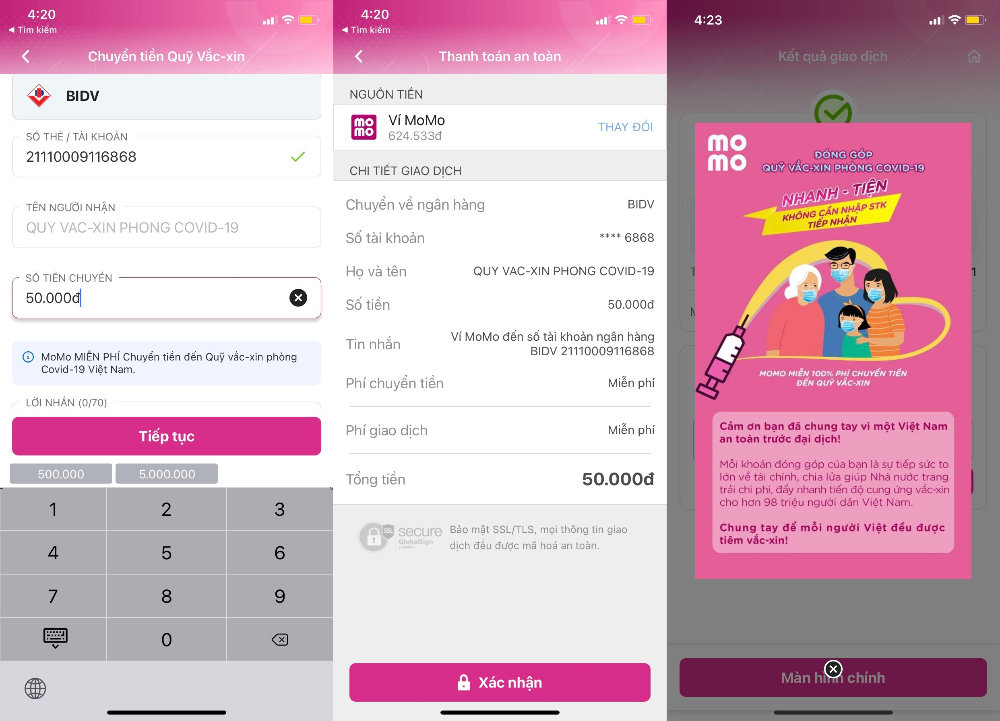 4:20
◀ Tìm kiếm
Chuyển tiền Quỹ Vắc-xin
BIDV
SỐ THẺ / TÀI KHOẢN
21110009116868
TÊN NGƯỜI NHẬN
QUY VAC-XIN PHONG COVID-19
SỐ TIỀN CHUYỂN
50.000đ
MoMo MIỄN PHÍ Chuyển tiền đến Quỹ vắc-xin phòng
Covid-19 Việt Nam.
LỜI NHẮN (0/70)
Tiếp tục
500.000
5.000.000
1 2 3
4 5 6
7 8 9
0
4:20
◀ Tìm kiếm
Thanh toán an toàn
NGUỒN TIỀN
mo
mo
Ví MoMo
624.533đ
THAY ĐỔI
CHI TIẾT GIAO DỊCH
Chuyển về ngân hàng BIDV
Số tài khoản **** 6868
Họ và tên QUY VAC-XIN PHONG COVID-19
Số tiền 50.000đ
Tin nhắn Ví MoMo đến số tài khoản ngân hàng
BIDV 21110009116868
Phí chuyển tiền Miễn phí
Phí giao dịch Miễn phí
Tổng tiền 50.000đ
SSL
secure
GlobalSign
by GMO
Bảo mật SSL/TLS, mọi thông tin giao
dịch đều được mã hoá an toàn.
Xác nhận
4:23
Kết quả giao dịch
mo
mo
ĐÓNG GÓP
QUỸ VẮC-XIN PHÒNG COVID-19
NHANH - TIỆN
KHÔNG CẦN NHẬP STK
TIẾP NHẬN
MOMO MIỄN 100% PHÍ CHUYỂN TIỀN
ĐẾN QUỸ VẮC-XIN
Cảm ơn bạn đã chung tay vì một Việt Nam
an toàn trước đại dịch!
Mỗi khoản đóng góp của bạn là sự tiếp sức to
lớn về tài chính, chia lửa giúp Nhà nước trang
trải chi phí, đẩy nhanh tiến độ cung ứng vắc-xin
cho hơn 98 triệu người dân Việt Nam.
Chung tay để mỗi người Việt đều được
tiêm vắc-xin!
Màn hình chính